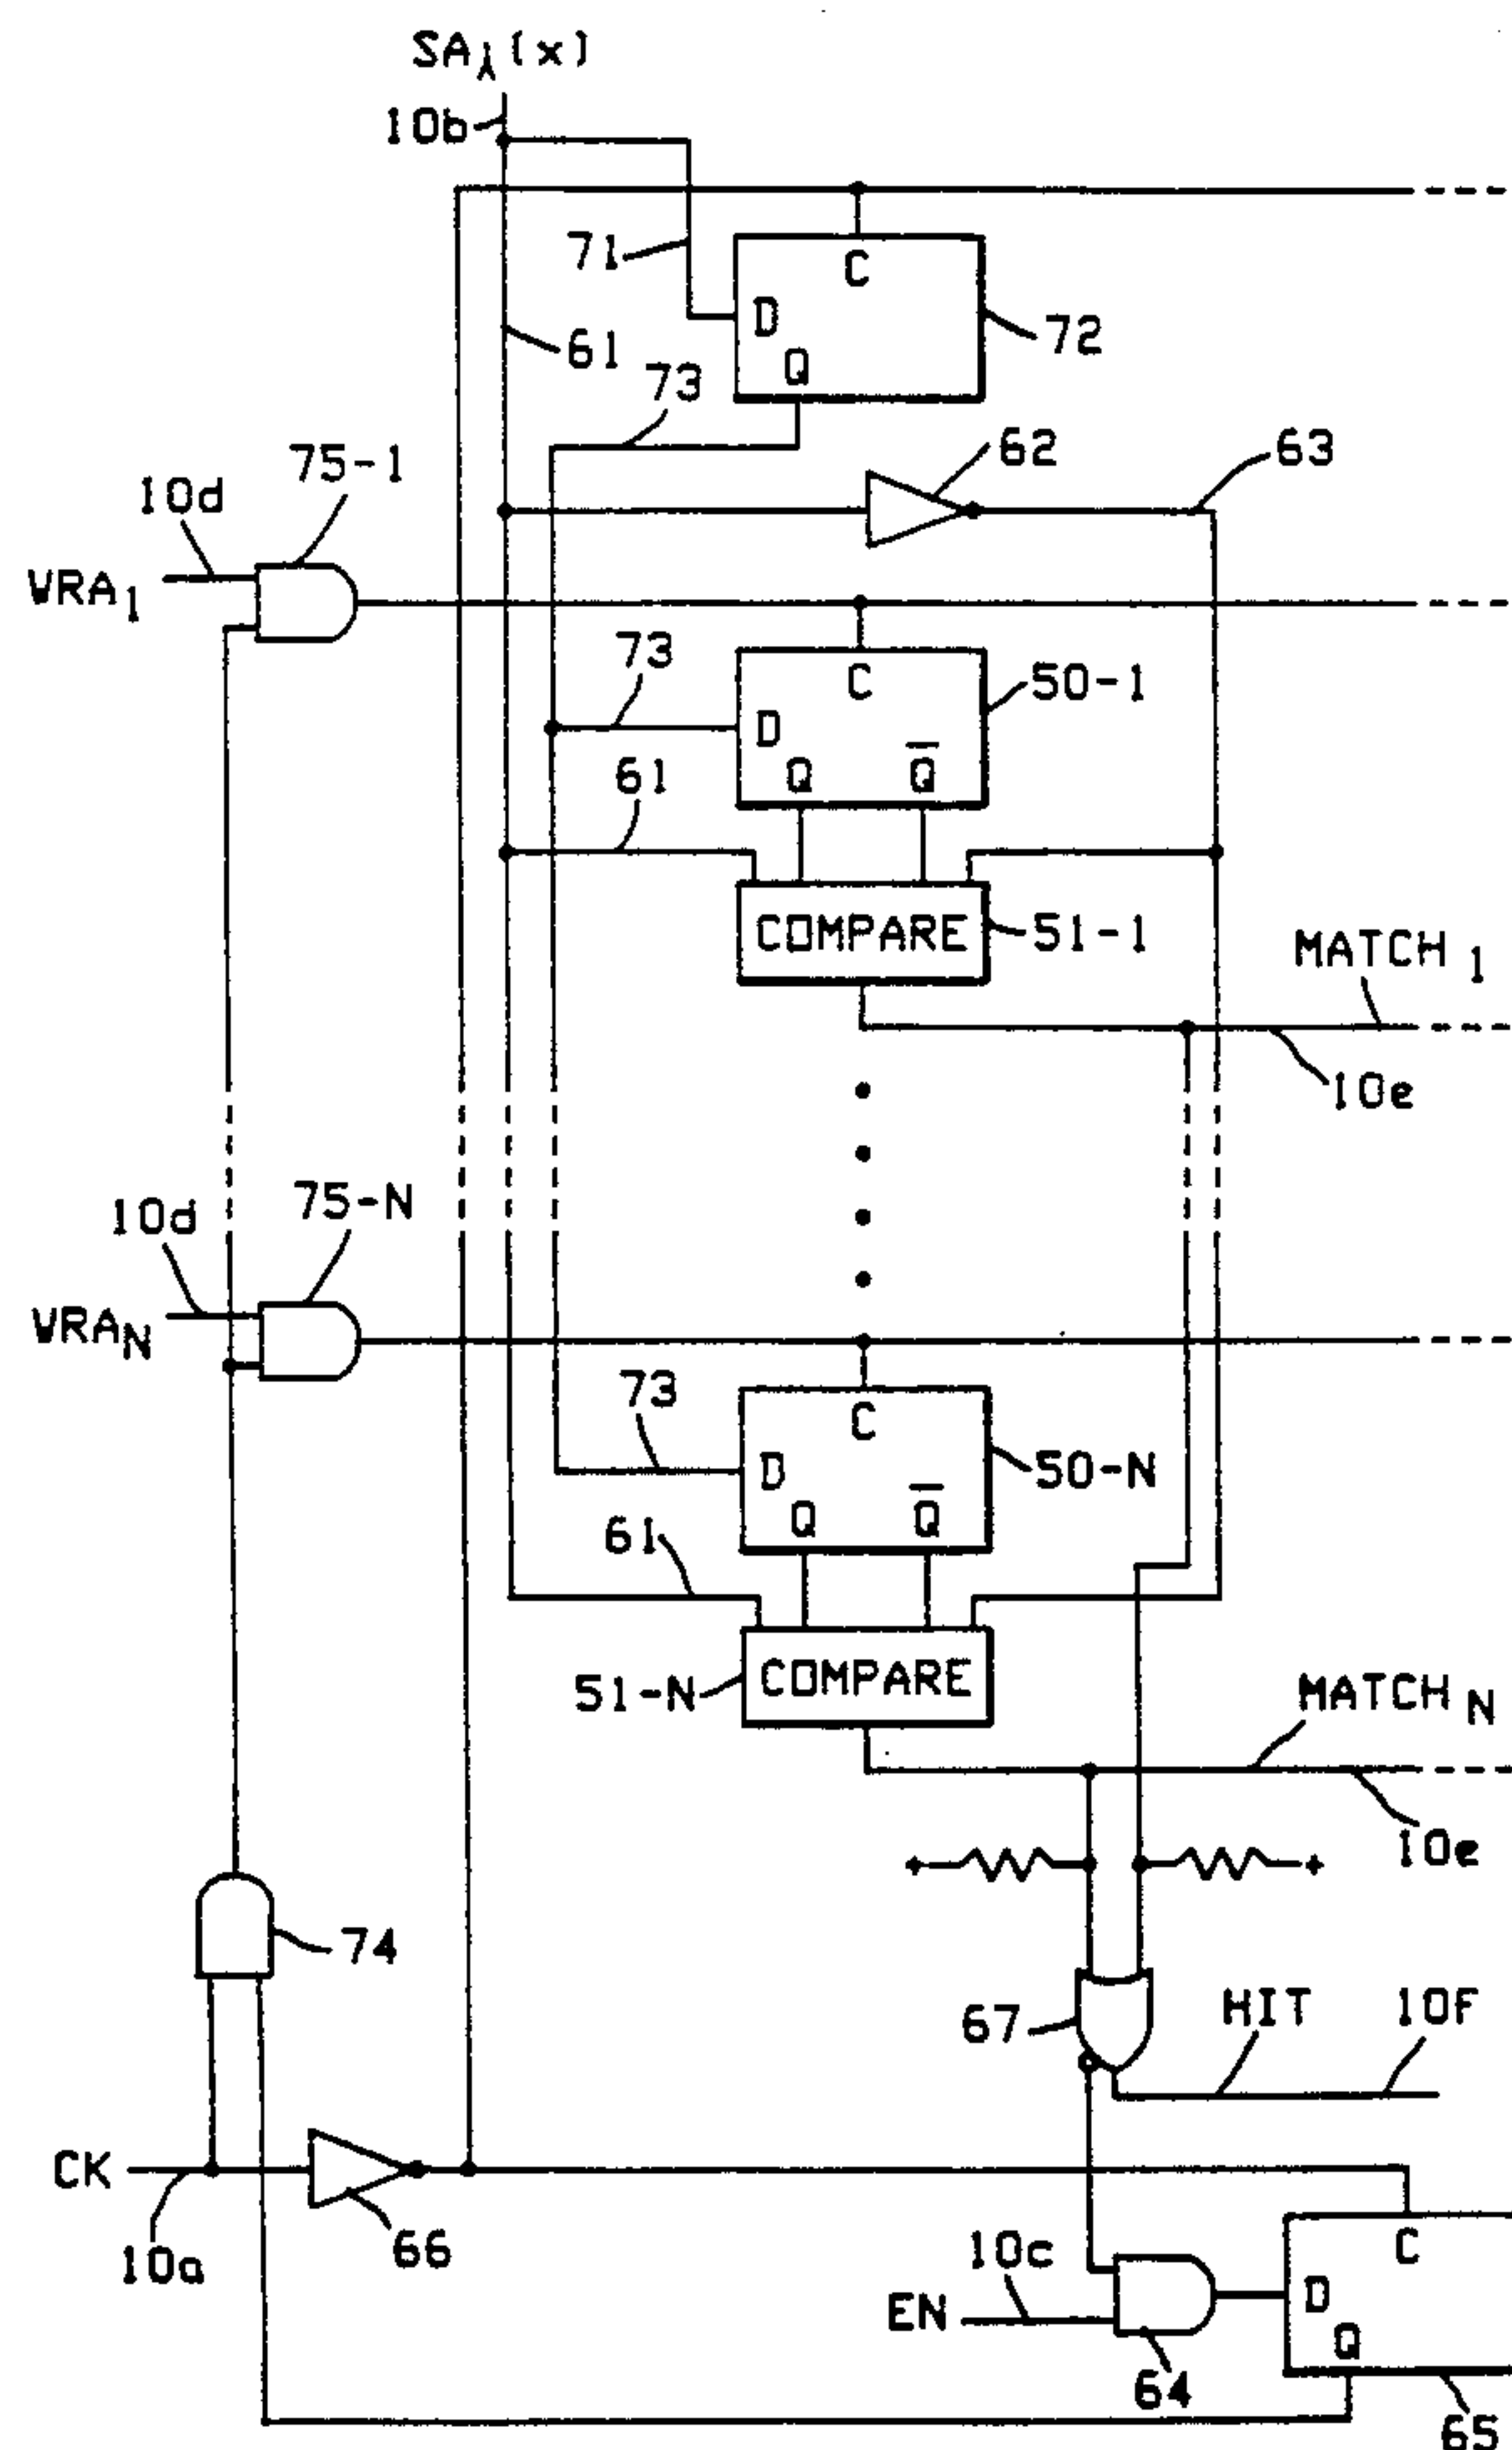 SAλ(x)
10b
71
C
D
Q
72
61
73
62
63
75-1
10d
WRA1
73
C
D
Q
Q̅
50-1
61
COMPARE
51-1
MATCH 1
10e
75-N
10d
WRAN
73
C
D
Q
Q̅
50-N
61
COMPARE
51-N
MATCH N
10e
+
+
74
67
HIT
10F
CK
10a
66
10c
EN
64
C
D
Q
65